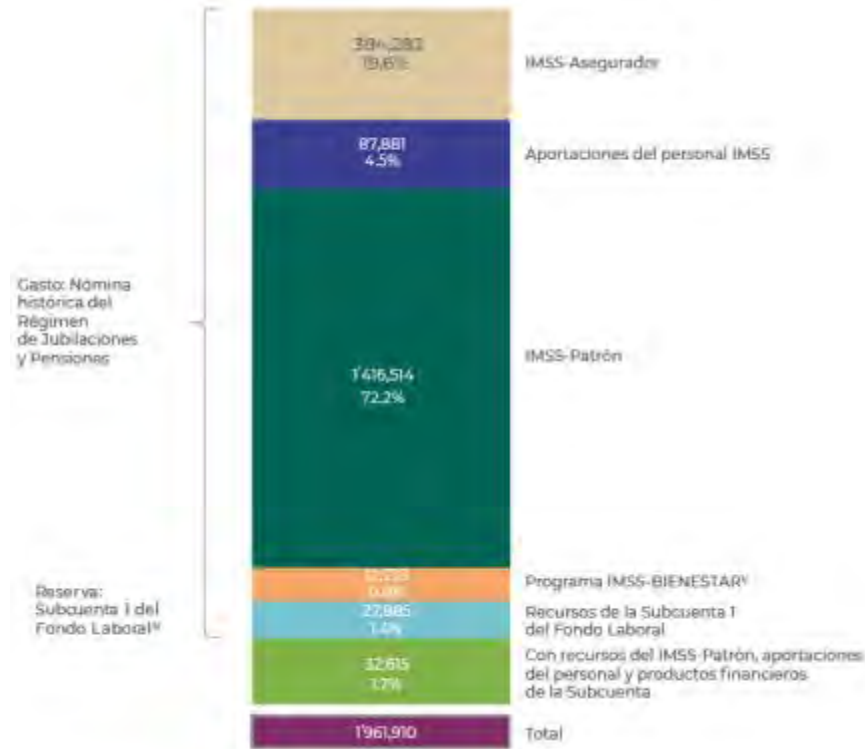 384,282
19.6%
IMSS-Asegurador
87,881
4.5%
Aportaciones del personal IMSS
Gasto: Nómina
histórica del
Régimen
de Jubilaciones
y Pensiones
1'416,514
72.2%
IMSS-Patrón
Programa IMSS-BIENESTAR
Reserva:
Subcuenta 1 del
Fondo Laboral
27,885
1.4%
Recursos de la Subcuenta 1
del Fondo Laboral
32,615
1.7%
Con recursos del IMSS-Patrón, aportaciones
del personal y productos financieros
de la Subcuenta
1'961,910
Total